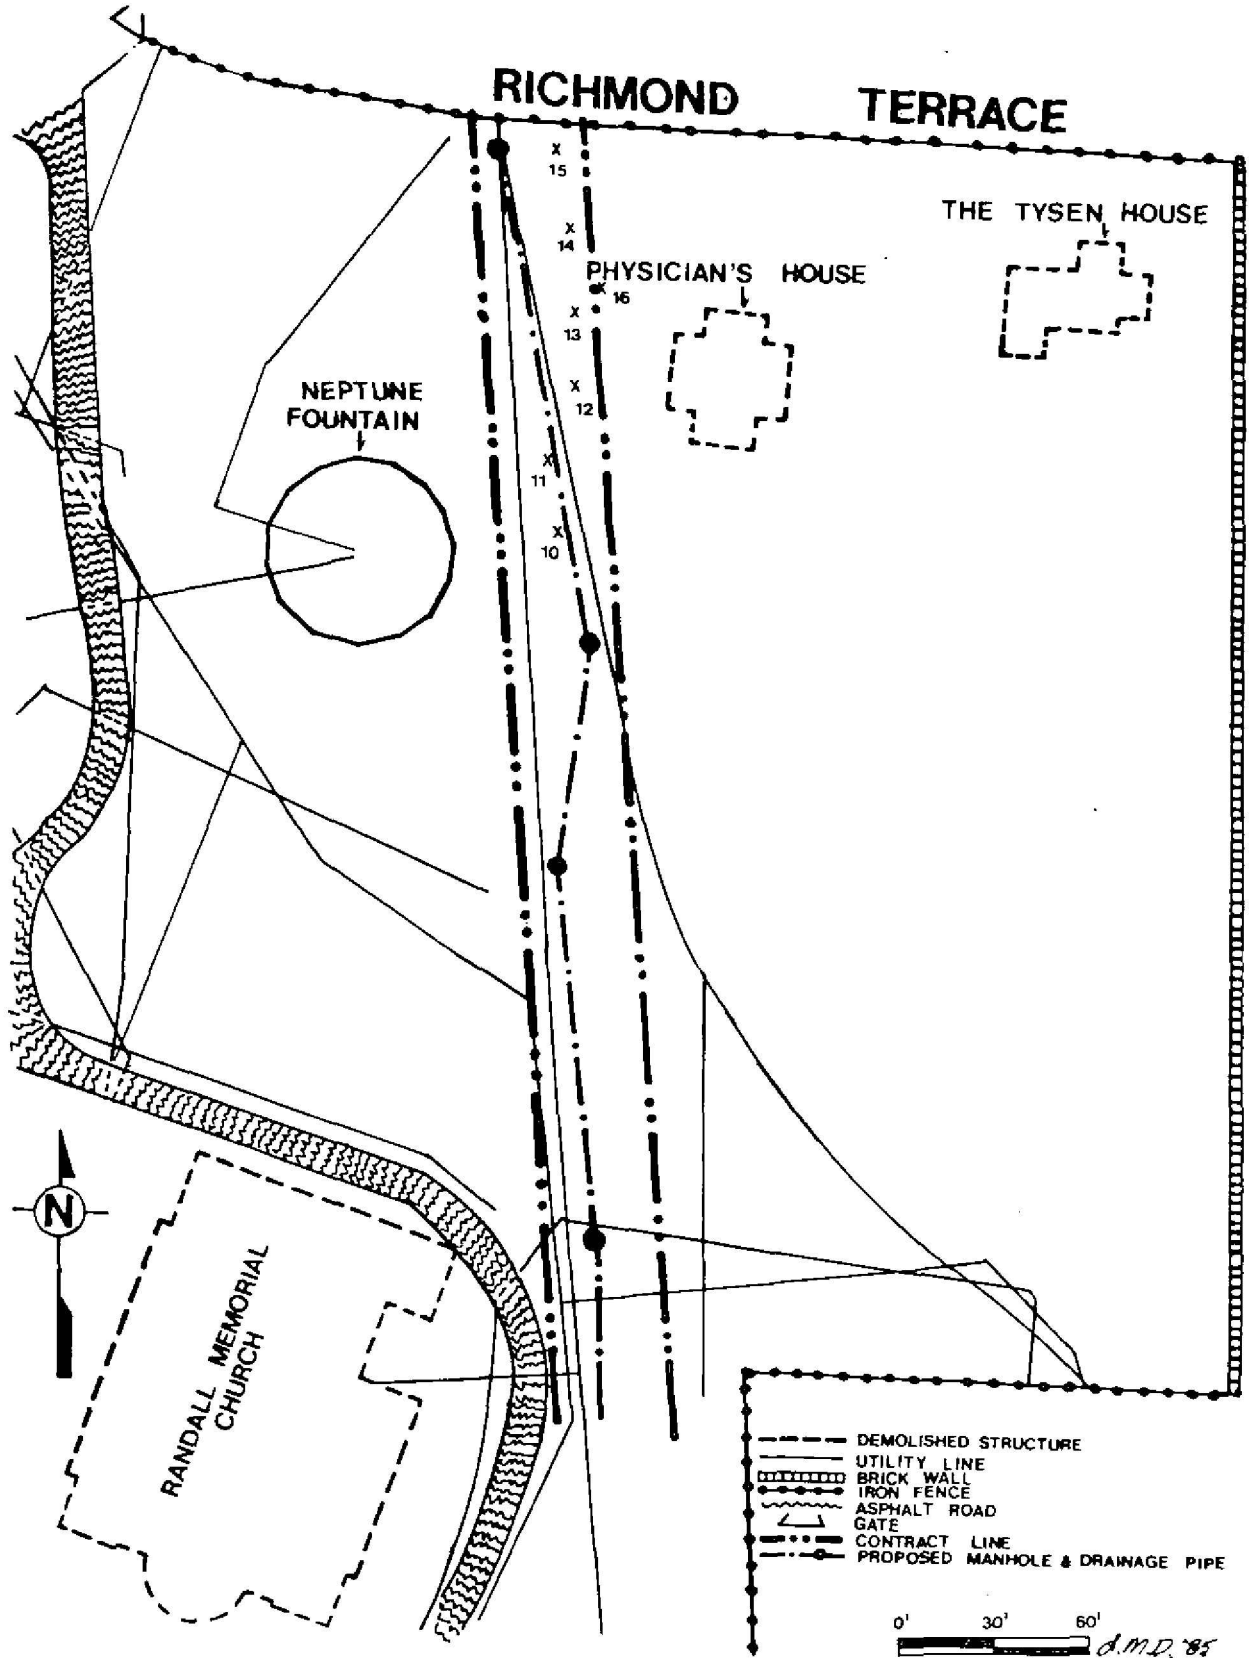 RICHMOND TERRACE
x
15
THE TYSEN HOUSE
x
14
PHYSICIAN'S HOUSE
x
16
x
13
NEPTUNE
FOUNTAIN
x
12
x
11
x
10
N
RANDALL MEMORIAL
CHURCH
DEMOLISHED STRUCTURE
UTILITY LINE
BRICK WALL
IRON FENCE
ASPHALT ROAD
GATE
CONTRACT LINE
PROPOSED MANHOLE & DRAINAGE PIPE
0' 30' 60'
d.M.D. '85